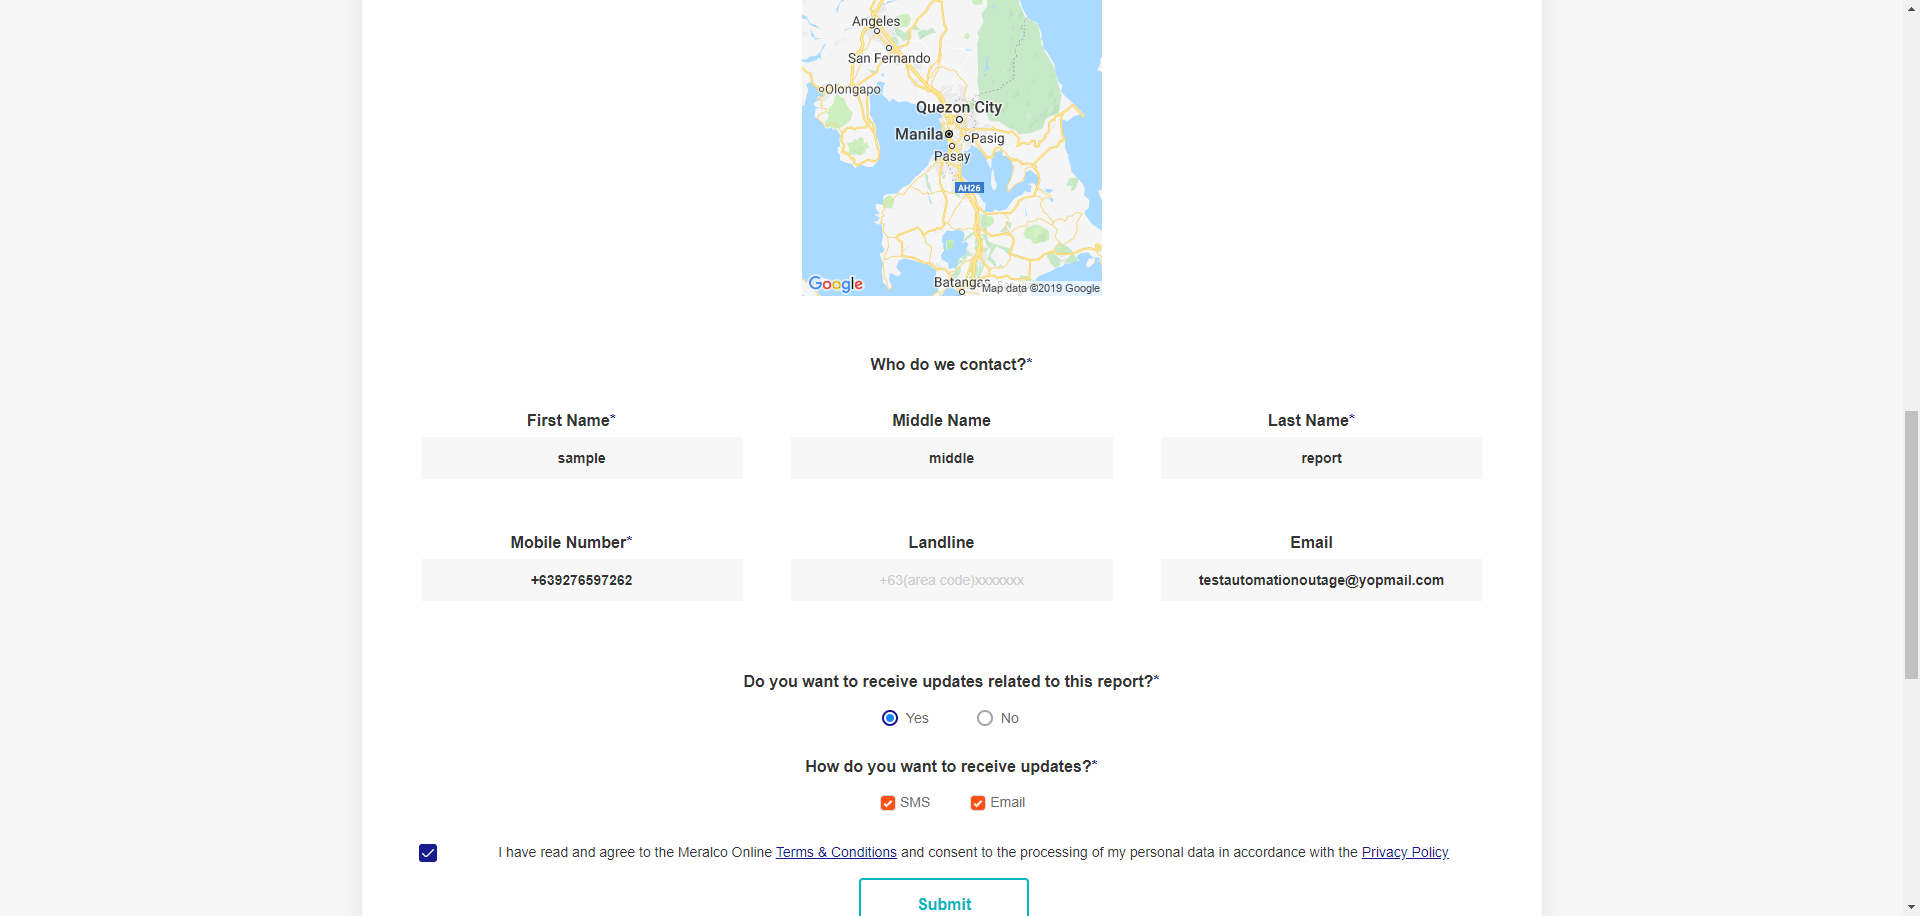 Angeles
San Fernando
Olongapo
Quezon City
Manila
Pasig
Pasay
AH26
Batangas
Google
Map data ©2019 Google
Who do we contact?*
First Name*
Middle Name
Last Name*
sample
middle
report
Mobile Number*
Landline
Email
+639276597262
+63(area code)xxxxxxx
testautomationoutage@yopmail.com
Do you want to receive updates related to this report?*
Yes
No
How do you want to receive updates?*
SMS
Email
I have read and agree to the Meralco Online Terms & Conditions and consent to the processing of my personal data in accordance with the Privacy Policy
Submit